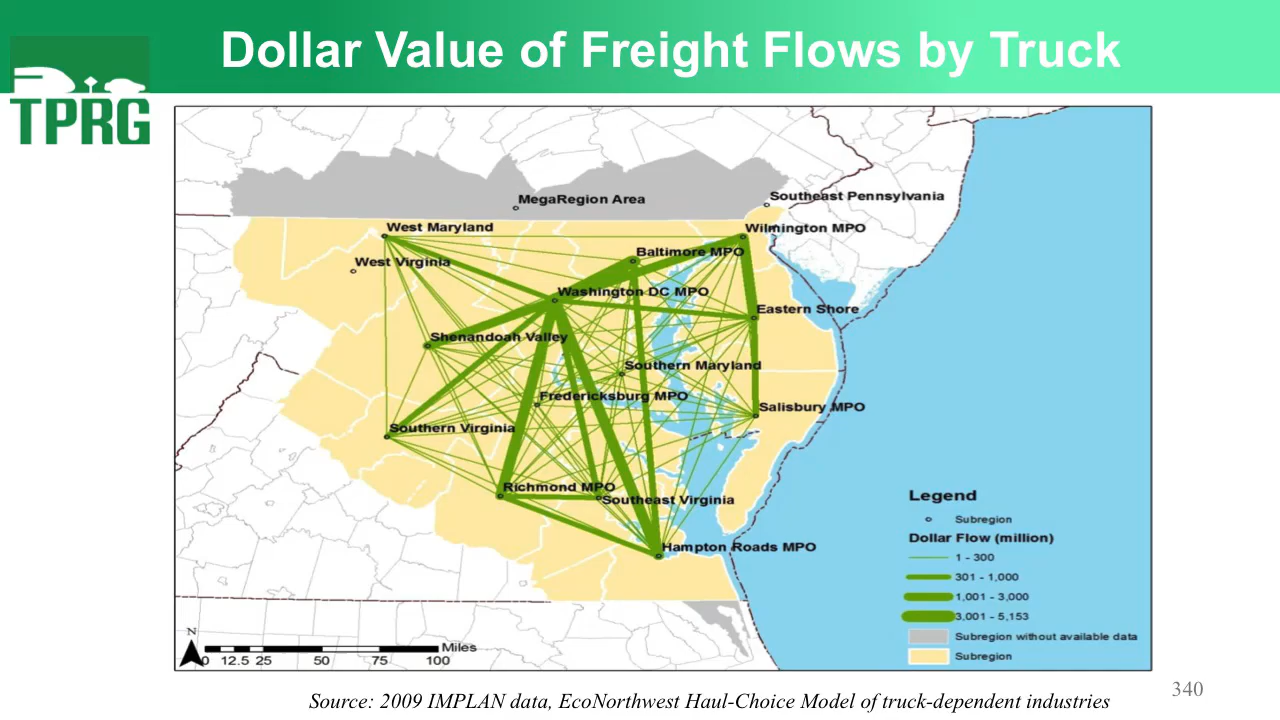 Dollar Value of Freight Flows by Truck
TPRG
MegaRegion Area
Southeast Pennsylvania
West Maryland
Wilmington MPO
Baltimore MPO
West Virginia
Washington DC MPO
Eastern Shore
Shenandoah Valley
Southern Maryland
Fredericksburg MPO
Salisbury MPO
Southern Virginia
Richmond MPO
Southeast Virginia
Hampton Roads MPO
Legend
Subregion
Dollar Flow (million)
1 - 300
301 - 1,000
1,001 - 3,000
3,001 - 5,153
Subregion without available data
Subregion
N
Miles
0 12.5 25 50 75 100
Source: 2009 IMPLAN data, EcoNorthwest Haul-Choice Model of truck-dependent industries
340